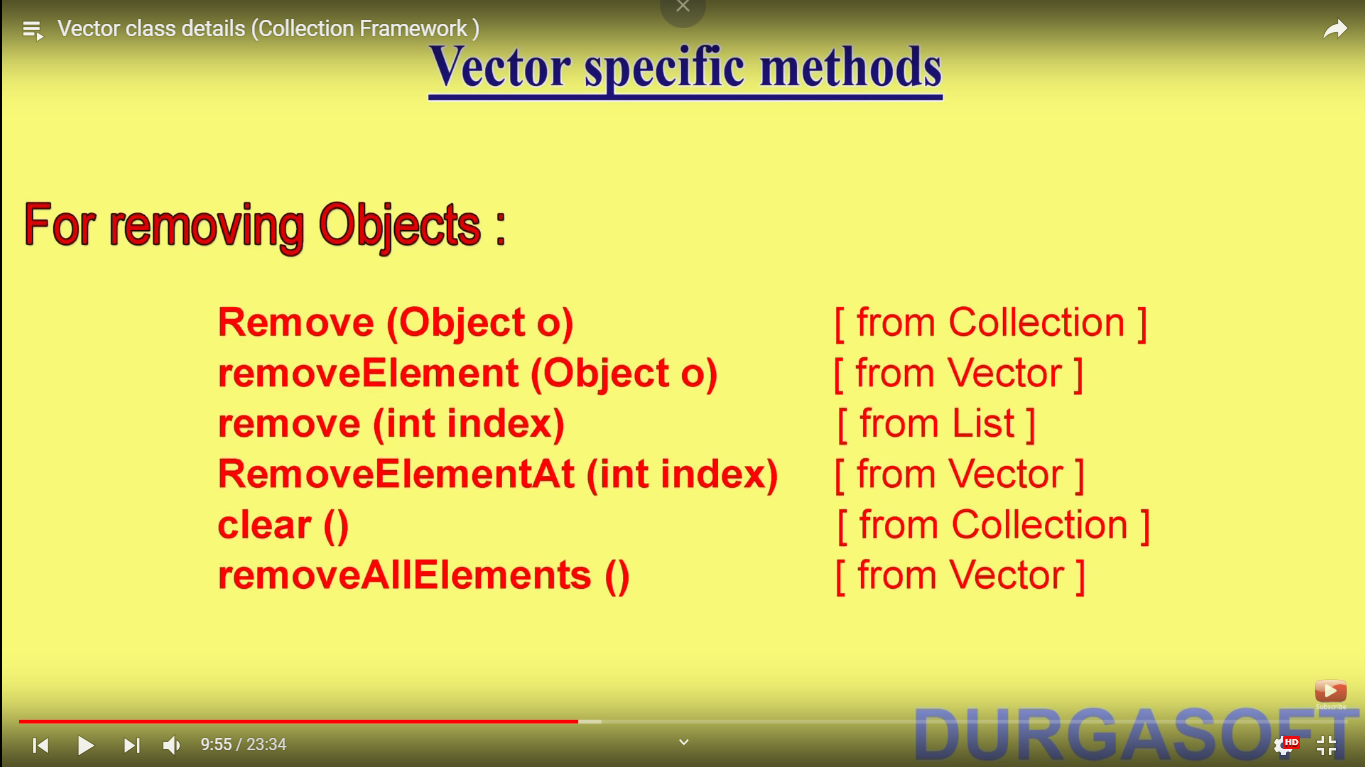 Vector class details (Collection Framework )
Vector specific methods
For removing Objects :
Remove (Object o) [ from Collection ]
removeElement (Object o) [ from Vector ]
remove (int index) [ from List ]
RemoveElementAt (int index) [ from Vector ]
clear () [ from Collection ]
removeAllElements () [ from Vector ]
Subscribe
DURGASOFT
9:55 / 23:34
HD